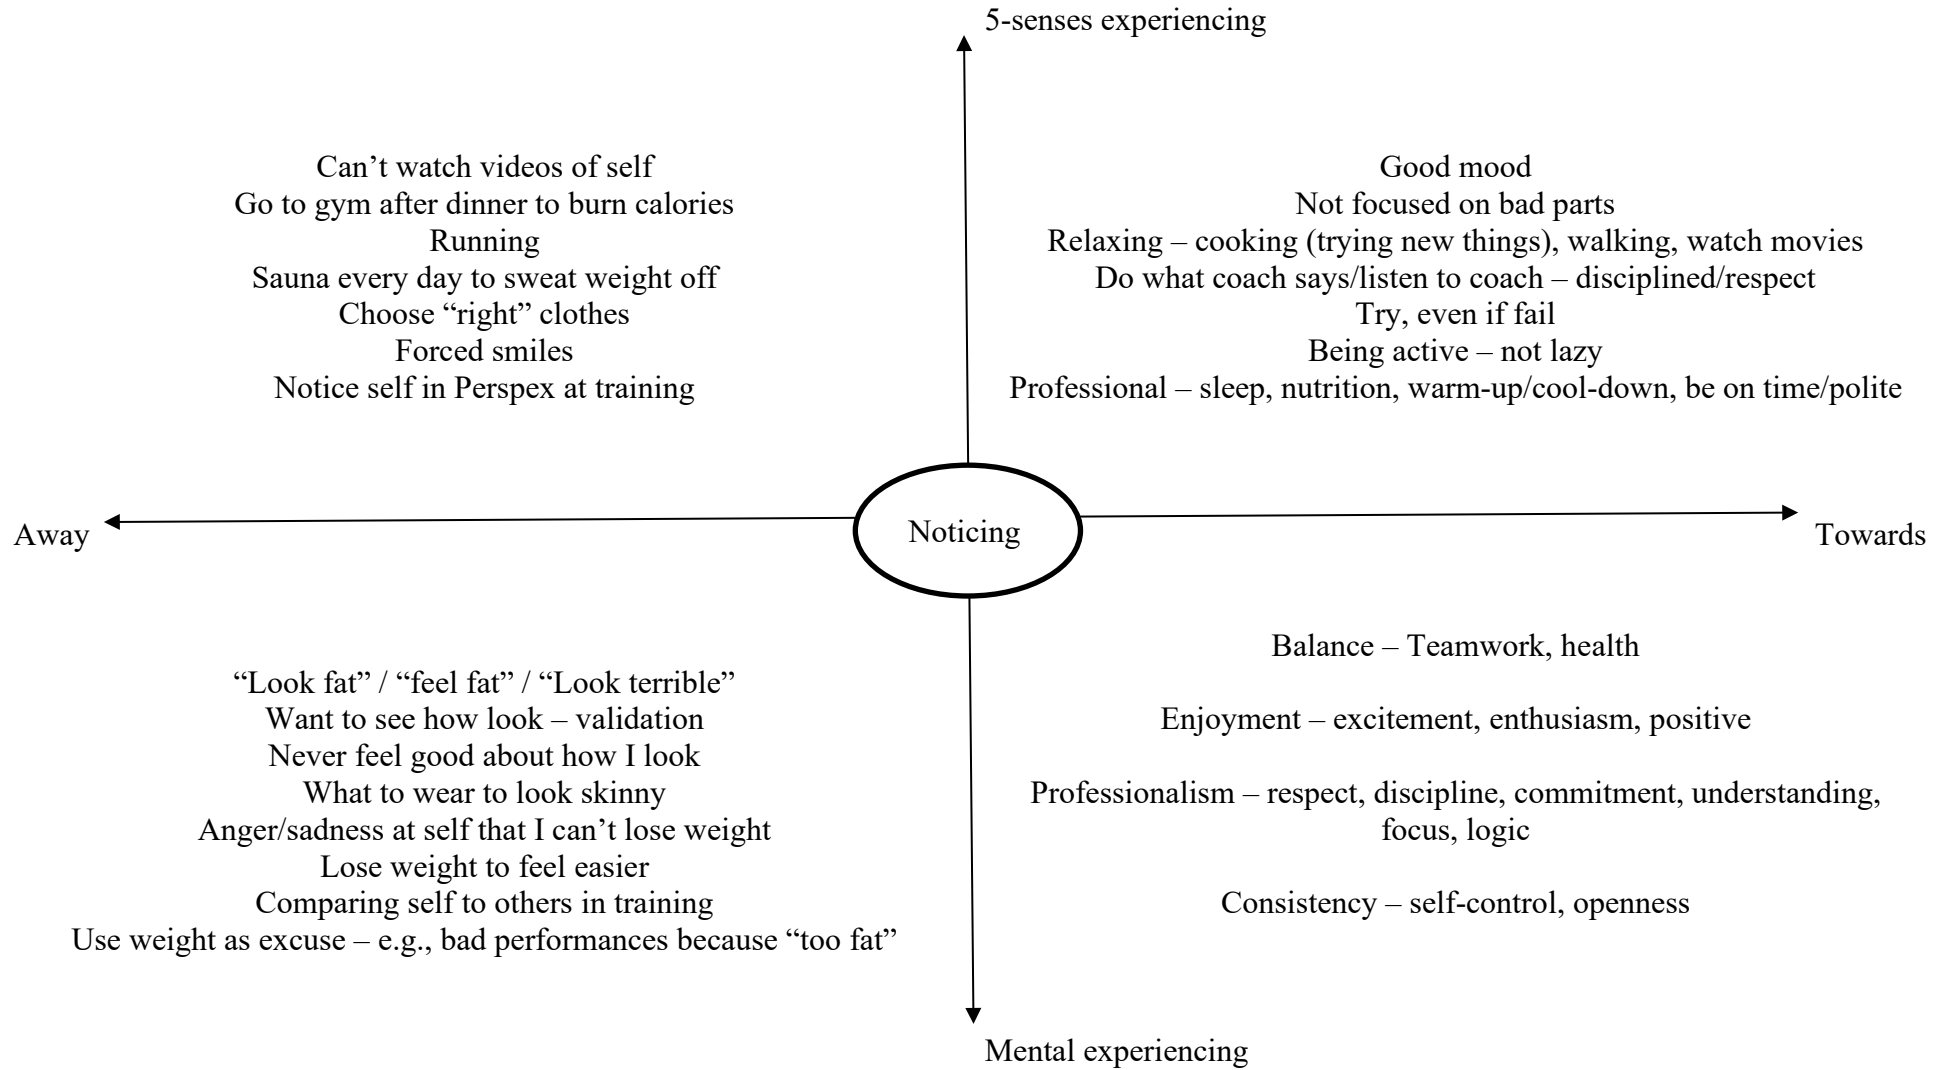 5-senses experiencing
Can’t watch videos of self
Go to gym after dinner to burn calories
Running
Sauna every day to sweat weight off
Choose “right” clothes
Forced smiles
Notice self in Perspex at training
Good mood
Not focused on bad parts
Relaxing – cooking (trying new things), walking, watch movies
Do what coach says/listen to coach – disciplined/respect
Try, even if fail
Being active – not lazy
Professional – sleep, nutrition, warm-up/cool-down, be on time/polite
Away
Noticing
Towards
“Look fat” / “feel fat” / “Look terrible”
Want to see how look – validation
Never feel good about how I look
What to wear to look skinny
Anger/sadness at self that I can’t lose weight
Lose weight to feel easier
Comparing self to others in training
Use weight as excuse – e.g., bad performances because “too fat”
Balance – Teamwork, health
Enjoyment – excitement, enthusiasm, positive
Professionalism – respect, discipline, commitment, understanding,
focus, logic
Consistency – self-control, openness
Mental experiencing